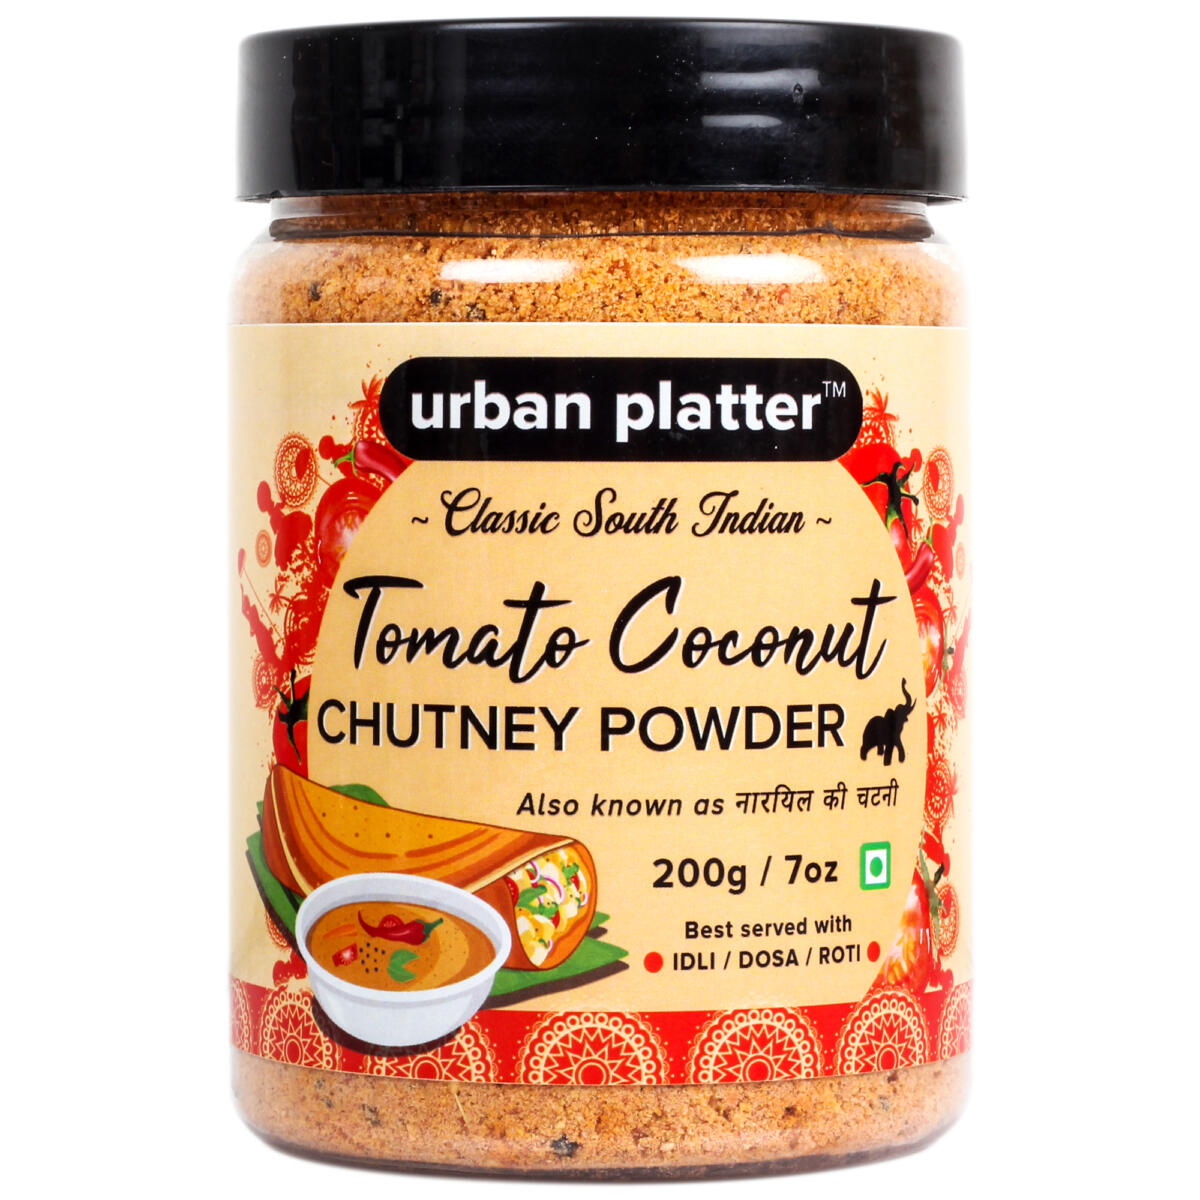 urban platter™
~ Classic South Indian ~
Tomato Coconut
CHUTNEY POWDER
Also known as नारयिल की चटनी
200g / 7oz
Best served with
• IDLI / DOSA / ROTI •